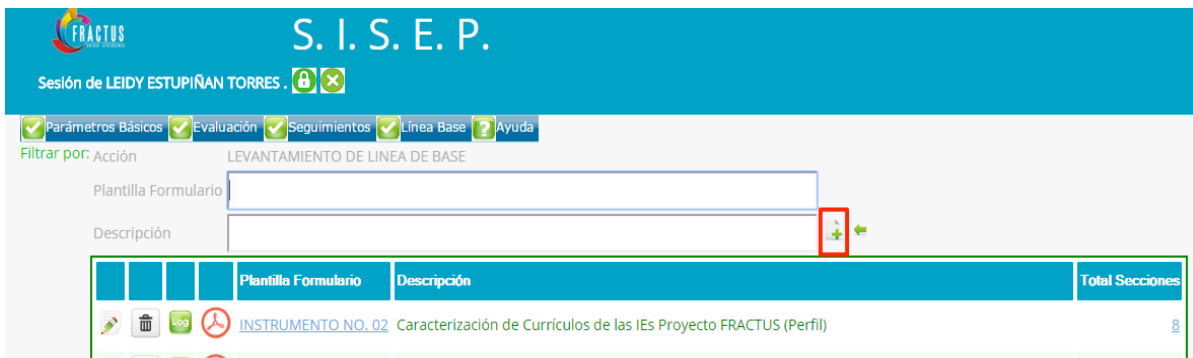 FRACTUS
S. I. S. E. P.
Sesión de LEIDY ESTUPIÑAN TORRES .
Parámetros Básicos Evaluación Seguimientos Línea Base ? Ayuda
Filtrar por: Acción LEVANTAMIENTO DE LINEA DE BASE
Plantilla Formulario
Descripción
Plantilla Formulario Descripción Total Secciones
Log INSTRUMENTO NO. 02 Caracterización de Currículos de las IEs Proyecto FRACTUS (Perfil) 8